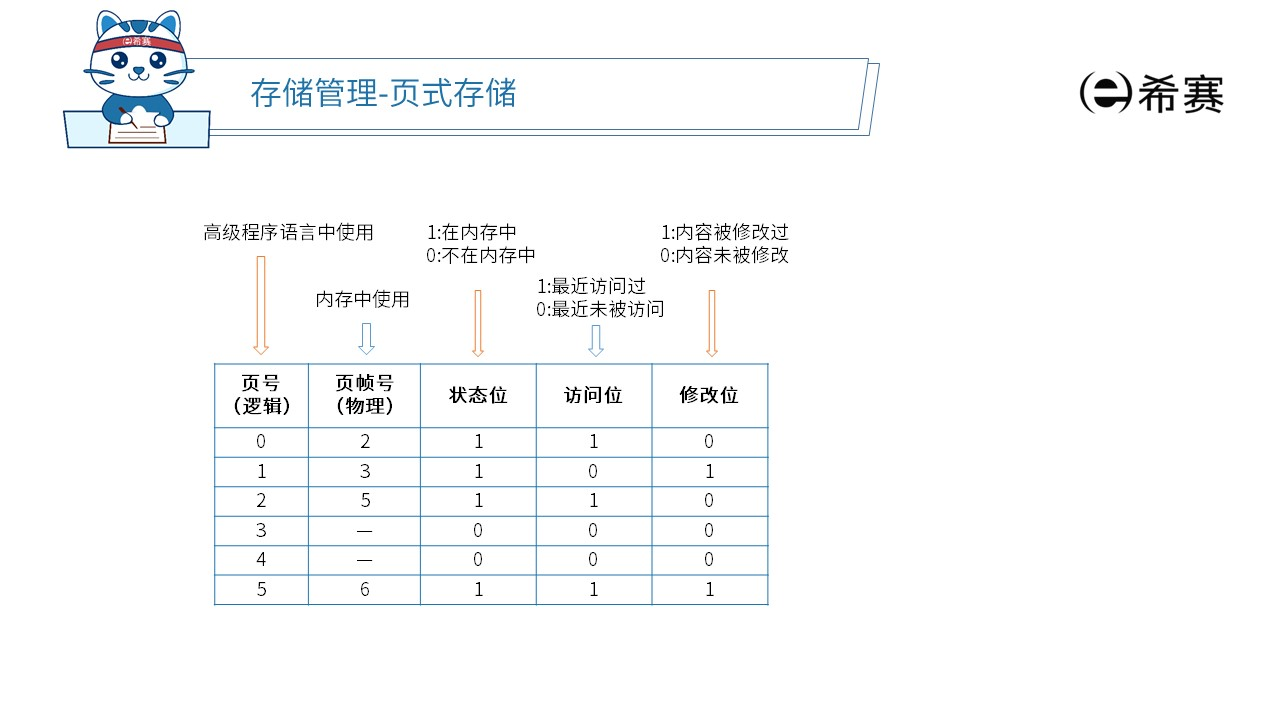 希赛
存储管理-页式存储
希赛
高级程序语言中使用
1:在内存中
0:不在内存中
1:内容被修改过
0:内容未被修改
内存中使用
1:最近访问过
0:最近未被访问
页号（逻辑） 页帧号（物理） 状态位 访问位 修改位
0 2 1 1 0
1 3 1 0 1
2 5 1 1 0
3 — 0 0 0
4 — 0 0 0
5 6 1 1 1